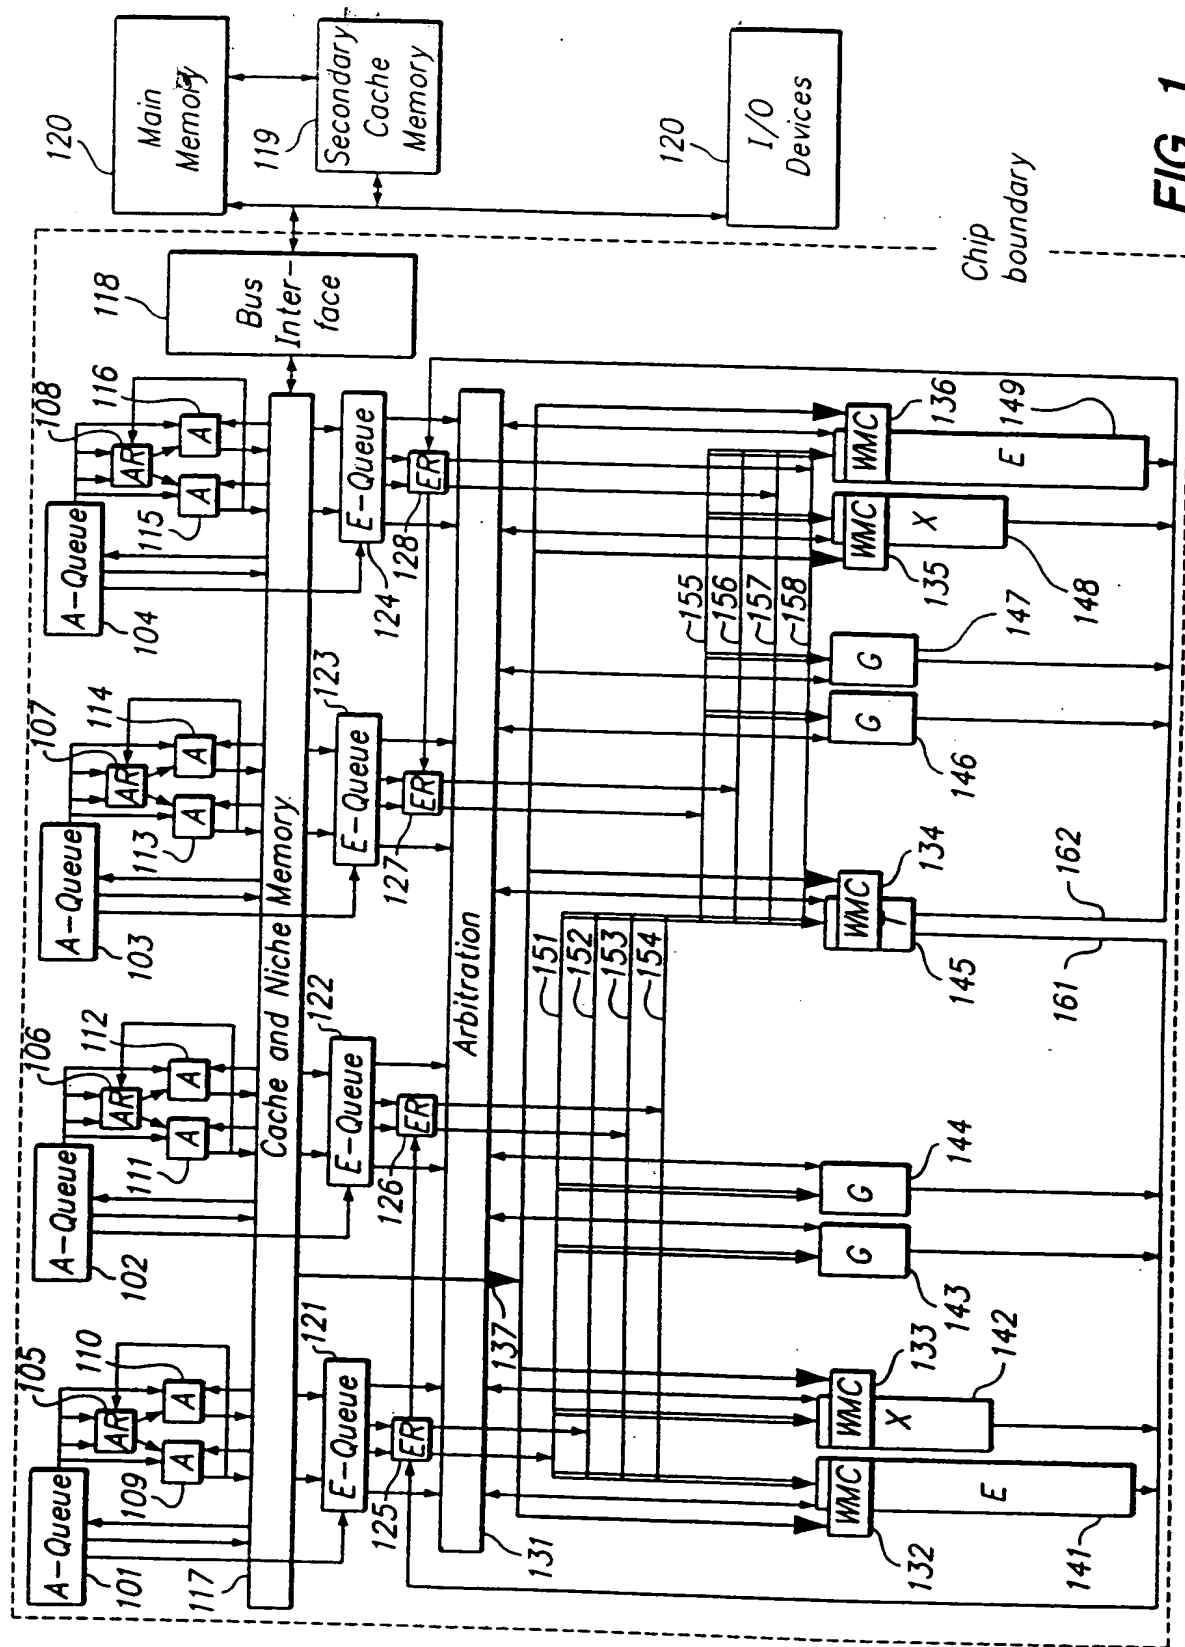 FIG. 1
120
Main
Memory
119
Secondary
Cache
Memory
120
I/O
Devices
Chip
boundary
118
Bus
Inter-
face
101
A-Queue
105
AR
109
A
110
A
102
A-Queue
106
AR
111
A
112
A
103
A-Queue
107
AR
113
A
114
A
104
A-Queue
108
AR
115
A
116
A
117
Cache and Niche Memory
121
E-Queue
122
E-Queue
123
E-Queue
124
E-Queue
125
ER
126
ER
127
ER
128
ER
131
Arbitration
137
151
152
153
154
155
156
157
158
WMC
132
E
141
WMC
133
X
142
G
143
G
144
WMC
134
T
145
G
146
G
147
WMC
135
X
148
WMC
136
E
149
161
162